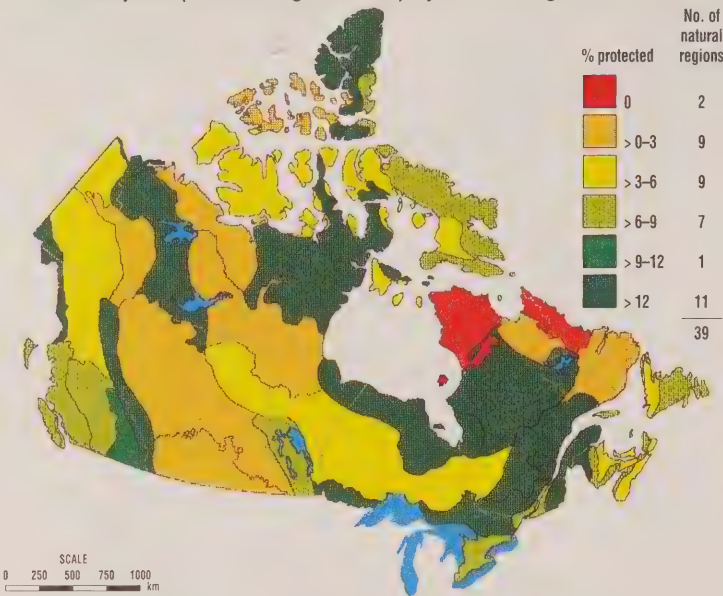 No. of
natural
% protected regions
0 2
> 0–3 9
> 3–6 9
> 6–9 7
> 9–12 1
> 12 11
39
SCALE
0 250 500 750 1000
km